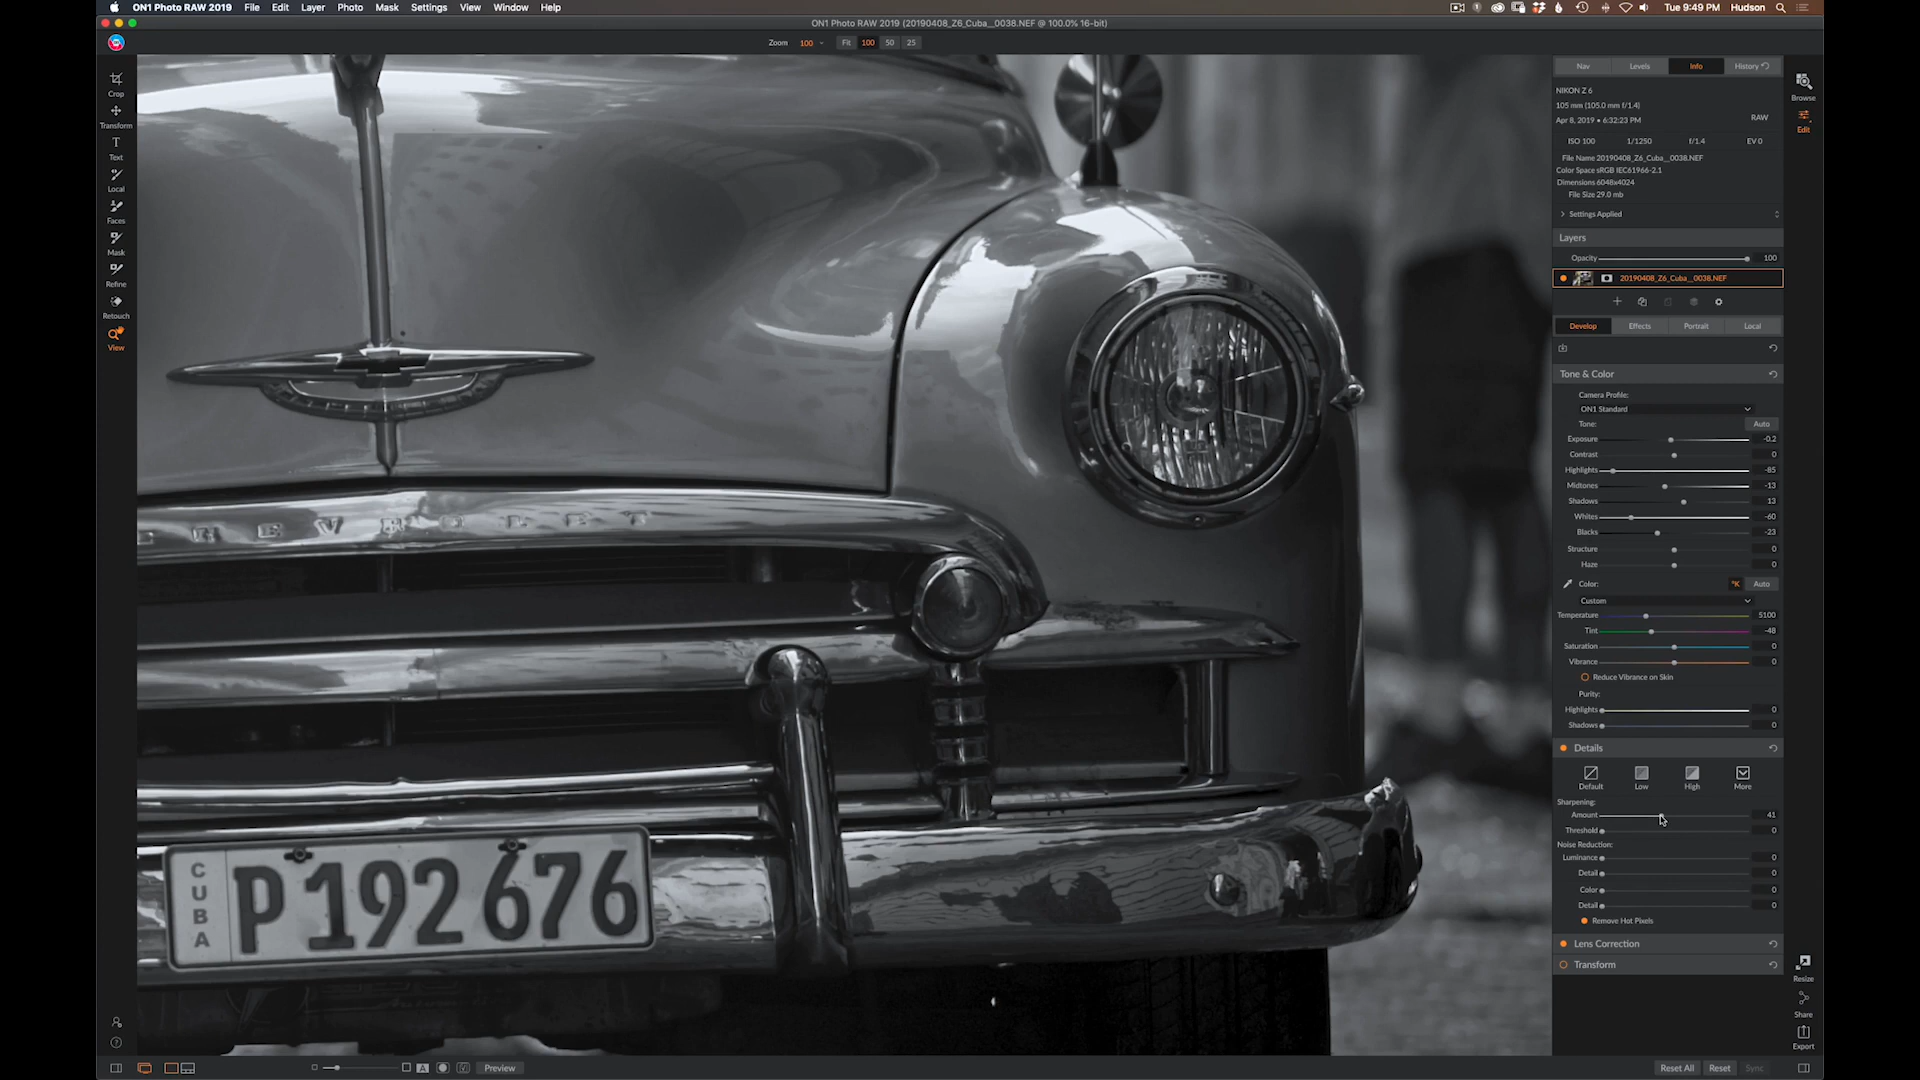 ON1 Photo RAW 2019 File Edit Layer Photo Mask Settings View Window Help
Tue 9:49 PM Hudson
ON1 Photo RAW 2019 (20190408_Z6_Cuba__0038.NEF @ 100.0% 16-bit)
Zoom 100 Fit 100 50 25
Crop
Transform
Text
Local
Faces
Mask
Refine
Retouch
View
CHEVROLET
CUBA
P192676
Nav Levels Info History
NIKON Z 6
105 mm (105.0 mm f/1.4)
Apr 8, 2019 • 6:32:23 PM RAW
ISO 100 1/1250 f/1.4 EV 0
File Name 20190408_Z6_Cuba__0038.NEF
Color Space sRGB IEC61966-2.1
Dimensions 6048x4024
File Size 29.0 mb
Settings Applied
Layers
Opacity 100
20190408_Z6_Cuba__0038.NEF
Develop Effects Portrait Local
Tone & Color
Camera Profile:
ON1 Standard
Tone: Auto
Exposure -0.2
Contrast 0
Highlights -85
Midtones -13
Shadows 13
Whites -60
Blacks -23
Structure 0
Haze 0
Color: °K Auto
Custom
Temperature 5100
Tint -48
Saturation 0
Vibrance 0
Reduce Vibrance on Skin
Purity:
Highlights 0
Shadows 0
Details
Default Low High More
Sharpening:
Amount 41
Threshold 0
Noise Reduction:
Luminance 0
Detail 0
Color 0
Detail 0
Remove Hot Pixels
Lens Correction
Transform
Browse
Edit
Resize
Share
Export
A Preview
Reset All Reset Sync